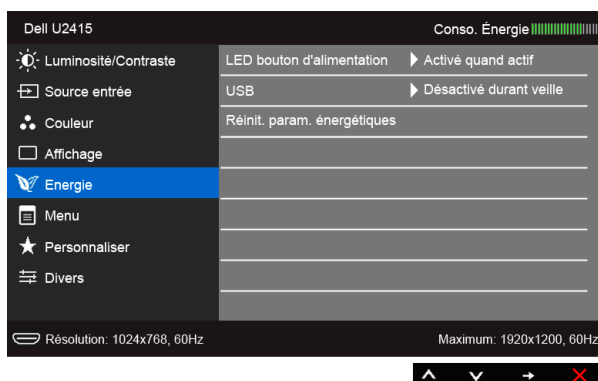 Dell U2415 Conso. Énergie
Luminosité/Contraste LED bouton d'alimentation Activé quand actif
Source entrée USB Désactivé durant veille
Couleur Réinit. param. énergétiques
Affichage
Energie
Menu
Personnaliser
Divers
Résolution: 1024x768, 60Hz Maximum: 1920x1200, 60Hz